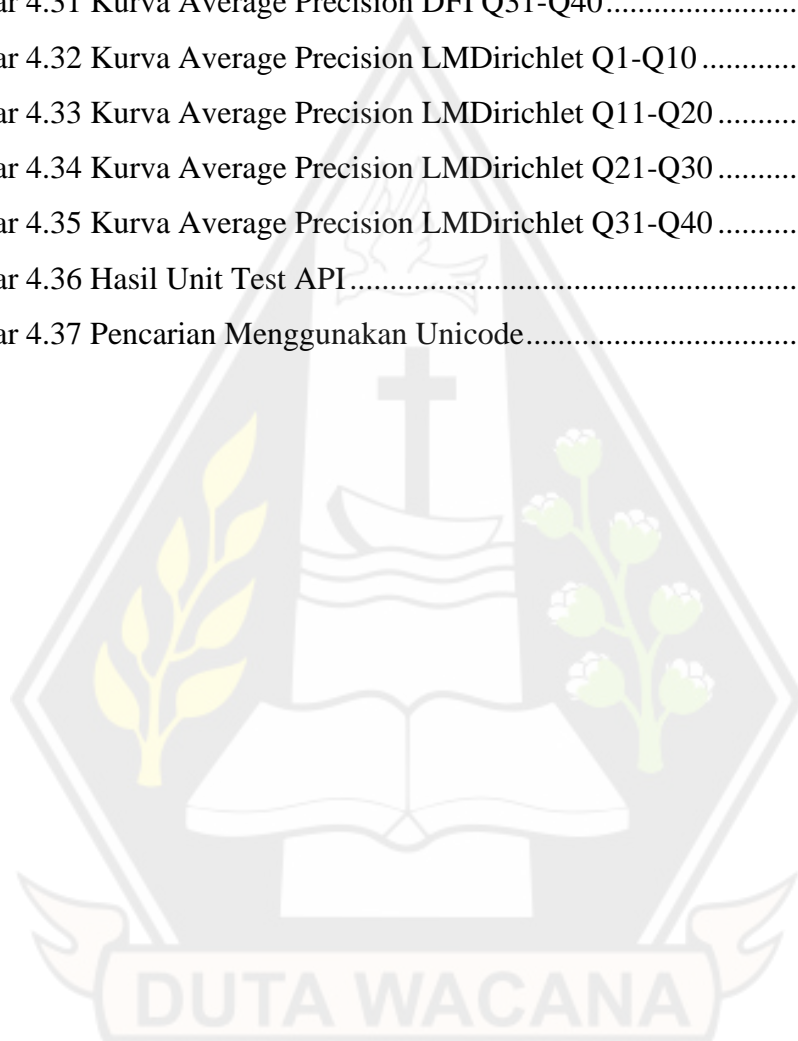 ar 4.31 Kurva Average Precision DFI Q31-Q40........................
ar 4.32 Kurva Average Precision LMDirichlet Q1-Q10............
ar 4.33 Kurva Average Precision LMDirichlet Q11-Q20..........
ar 4.34 Kurva Average Precision LMDirichlet Q21-Q30..........
ar 4.35 Kurva Average Precision LMDirichlet Q31-Q40..........
ar 4.36 Hasil Unit Test API.........................................................
ar 4.37 Pencarian Menggunakan Unicode..................................
DUTA WACANA